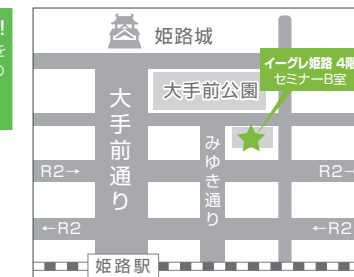 !
を
の
姫路城
イーグレ姫路 4階
セミナーB室
大手前公園
大手前通り
みゆき通り
R2→
R2→
←R2
←R2
姫路駅